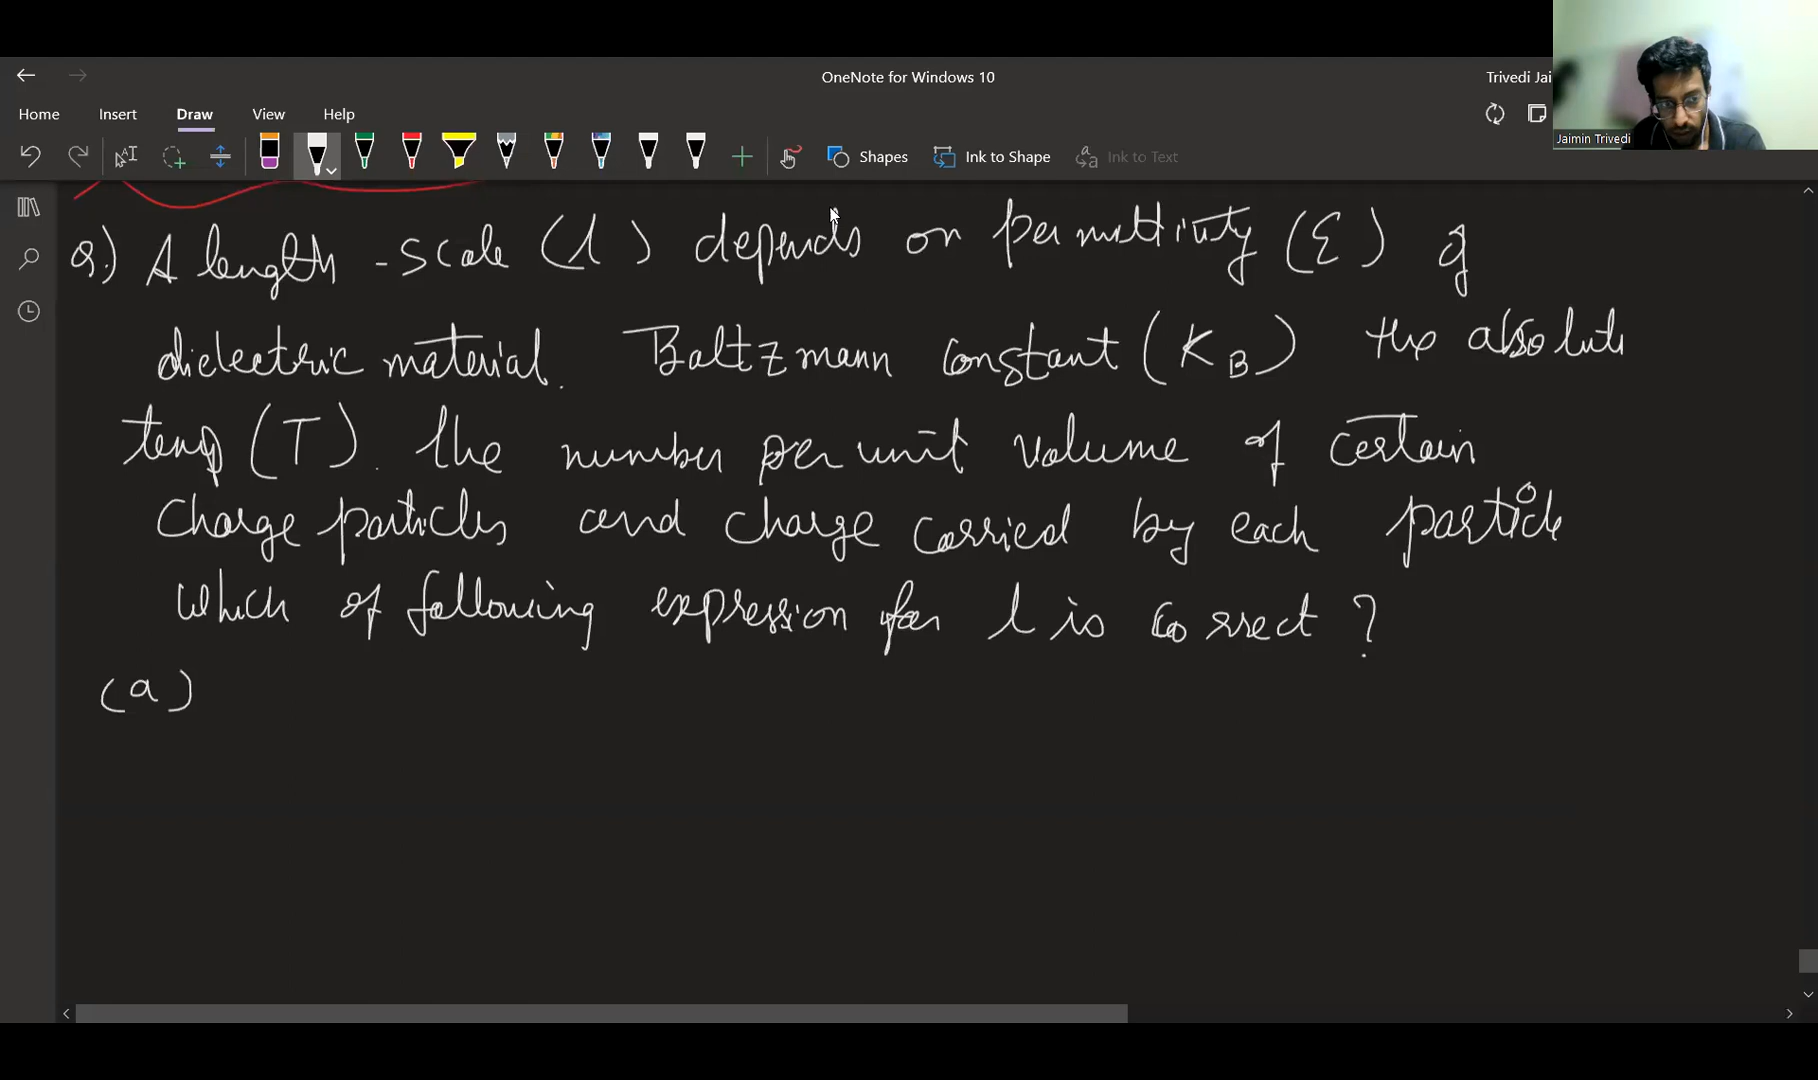 OneNote for Windows 10
Trivedi Jai
Jaimin Trivedi
Home Insert Draw View Help
Shapes Ink to Shape Ink to Text
Q.) A length - scale (l) depends on permittivity (ε) of
dielectric material. Boltzmann constant (K_B) the absolute
temp (T). the number per unit volume of certain
charge particles and charge carried by each particle
which of following expression for l is correct ?
(a)